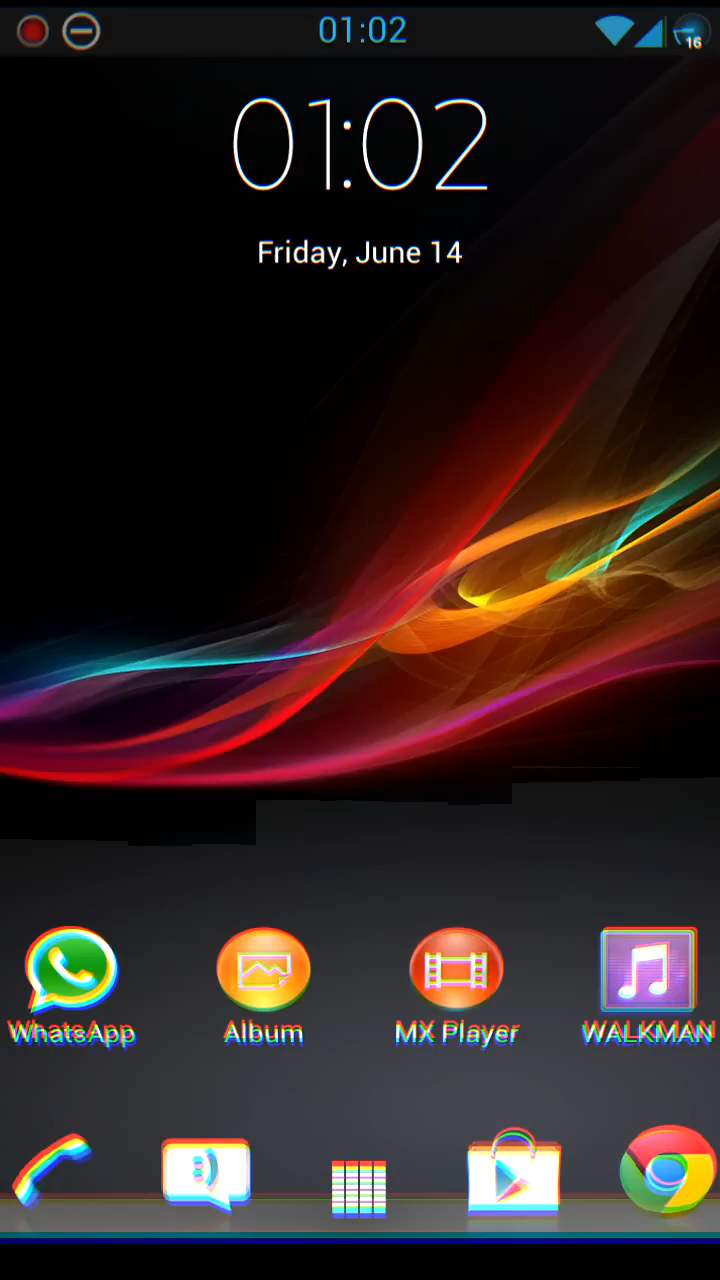 01:02
16
01:02
Friday, June 14
WhatsApp
Album
MX Player
WALKMAN